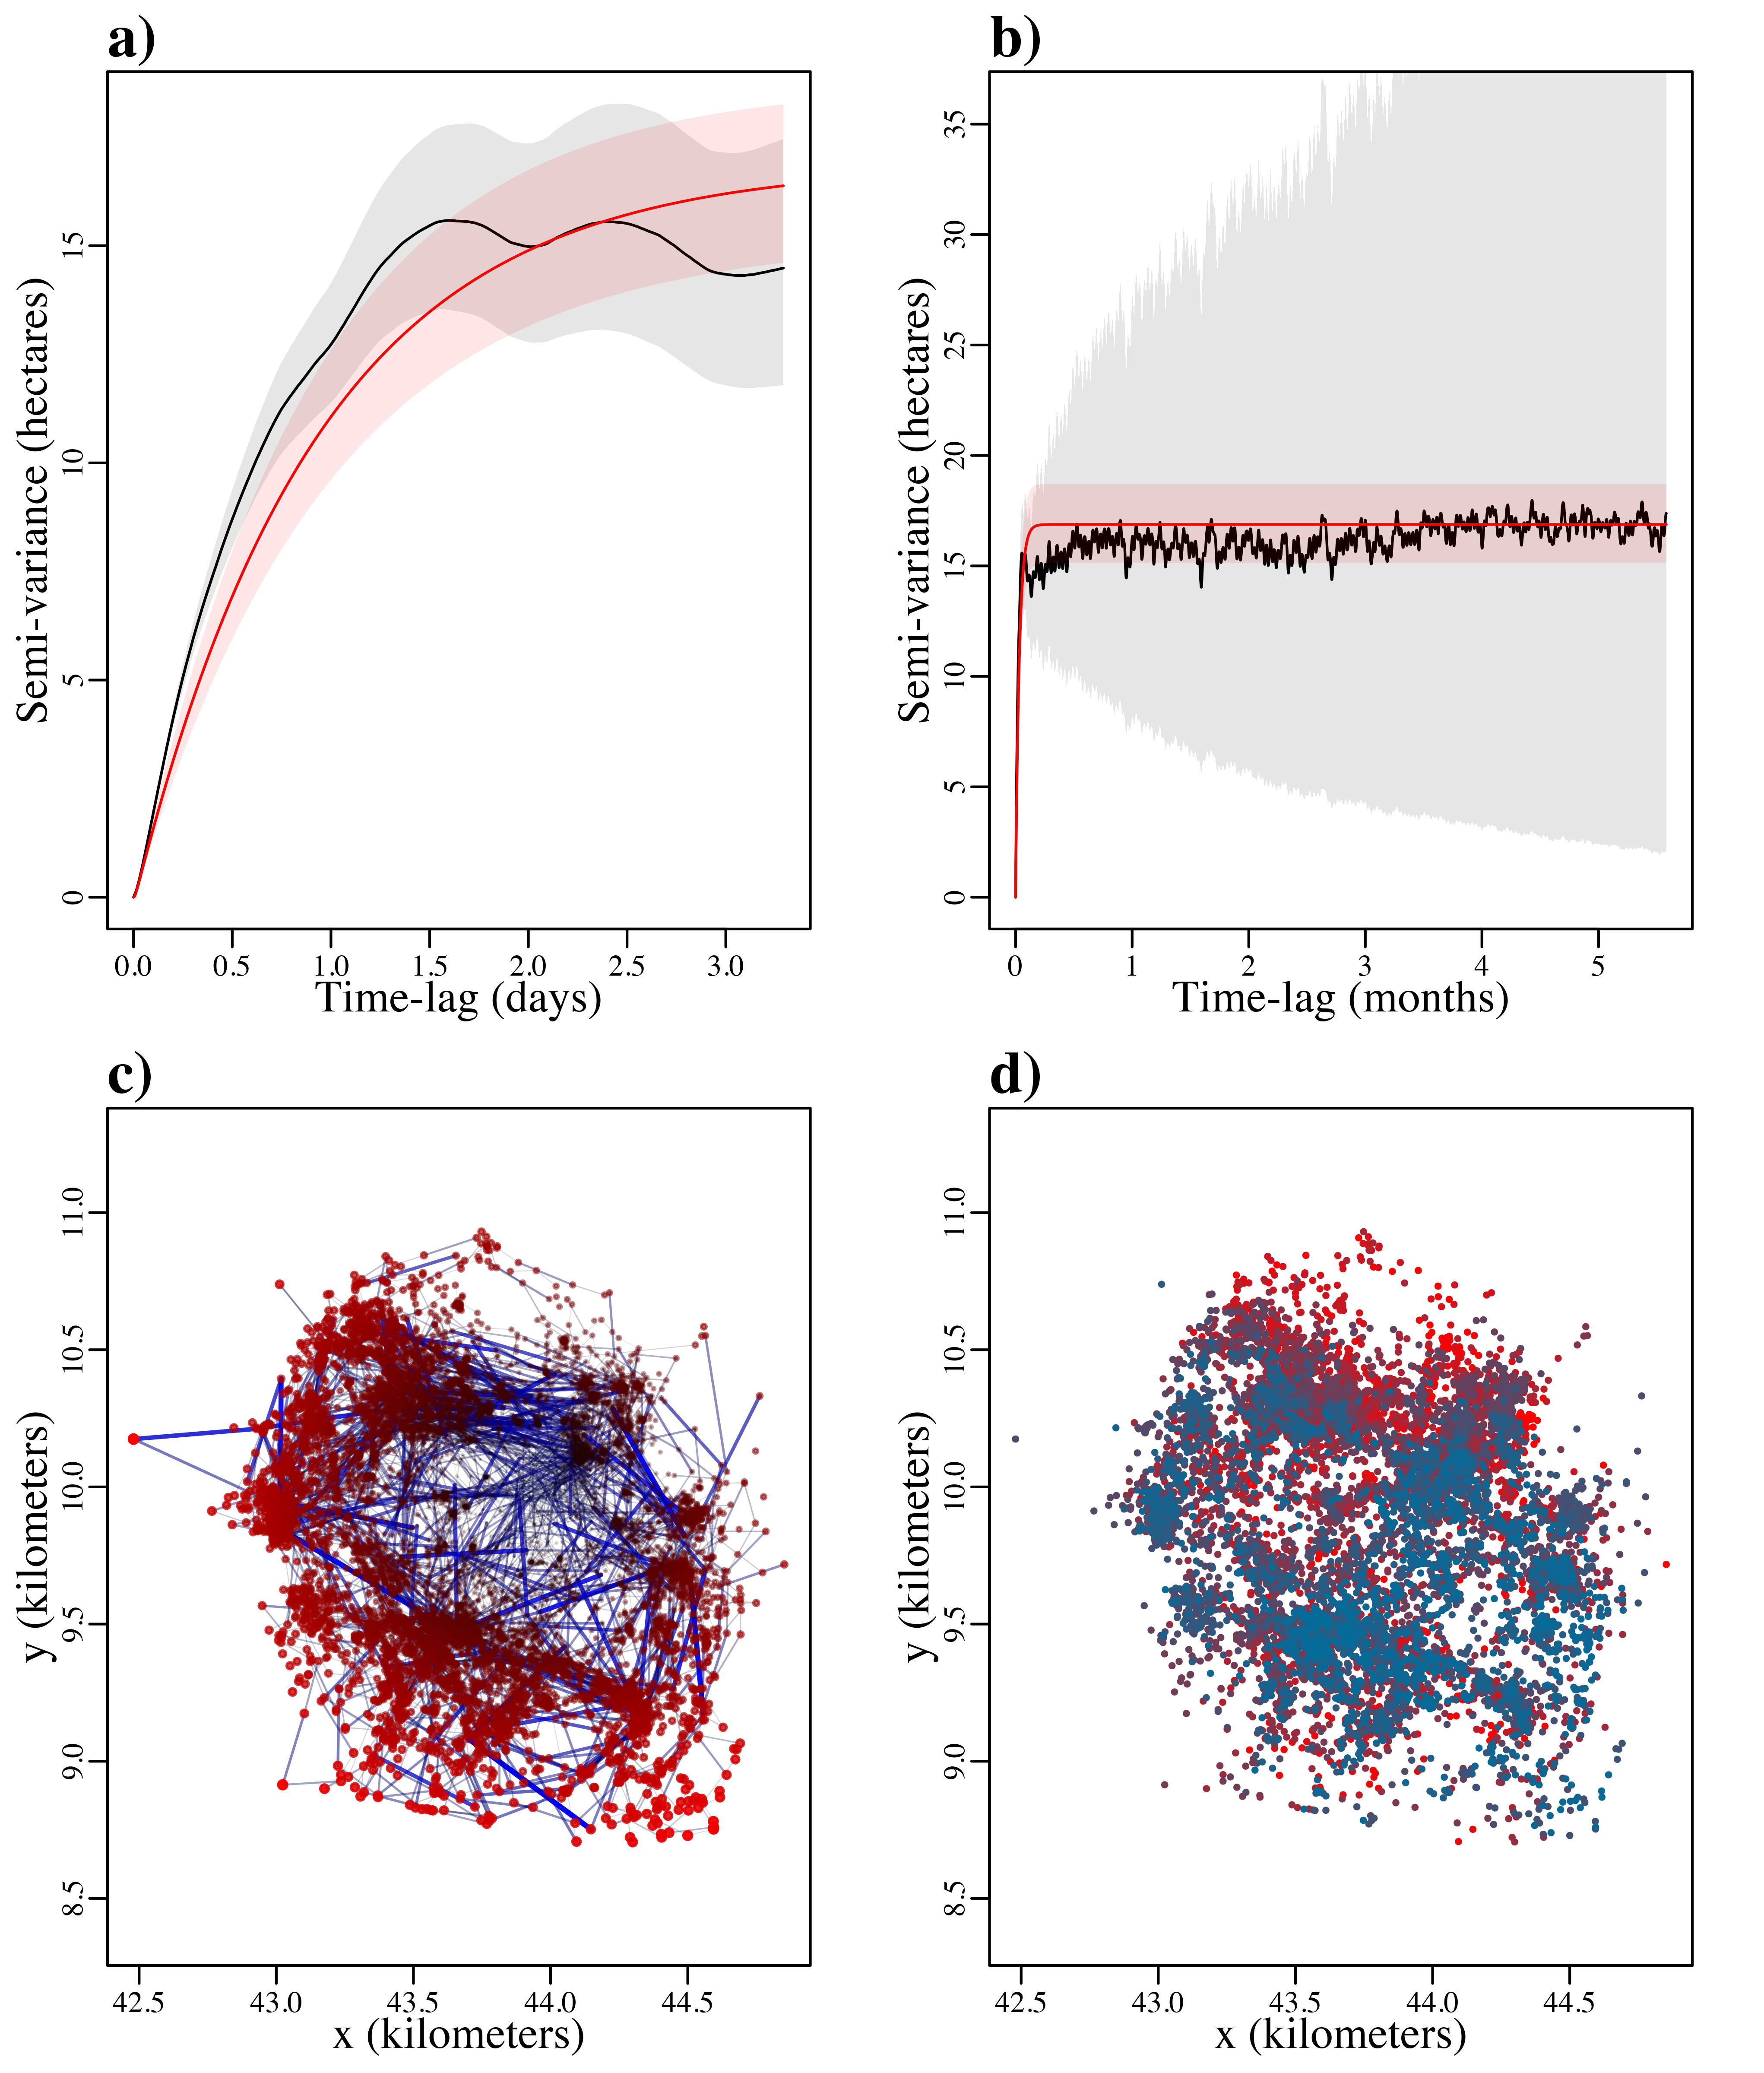 a)
Semi-variance (hectares)
15
10
5
0
0.0 0.5 1.0 1.5 2.0 2.5 3.0
Time-lag (days)
b)
Semi-variance (hectares)
35
30
25
20
15
10
5
0
0 1 2 3 4 5
Time-lag (months)
c)
y (kilometers)
11.0
10.5
10.0
9.5
9.0
8.5
42.5 43.0 43.5 44.0 44.5
x (kilometers)
d)
y (kilometers)
11.0
10.5
10.0
9.5
9.0
8.5
42.5 43.0 43.5 44.0 44.5
x (kilometers)